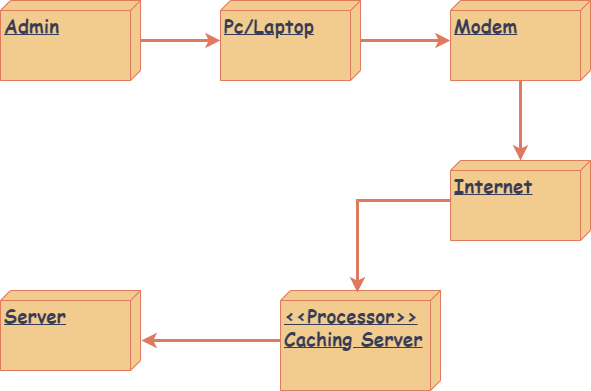 Admin
Pc/Laptop
Modem
Internet
<<Processor>>
Caching Server
Server